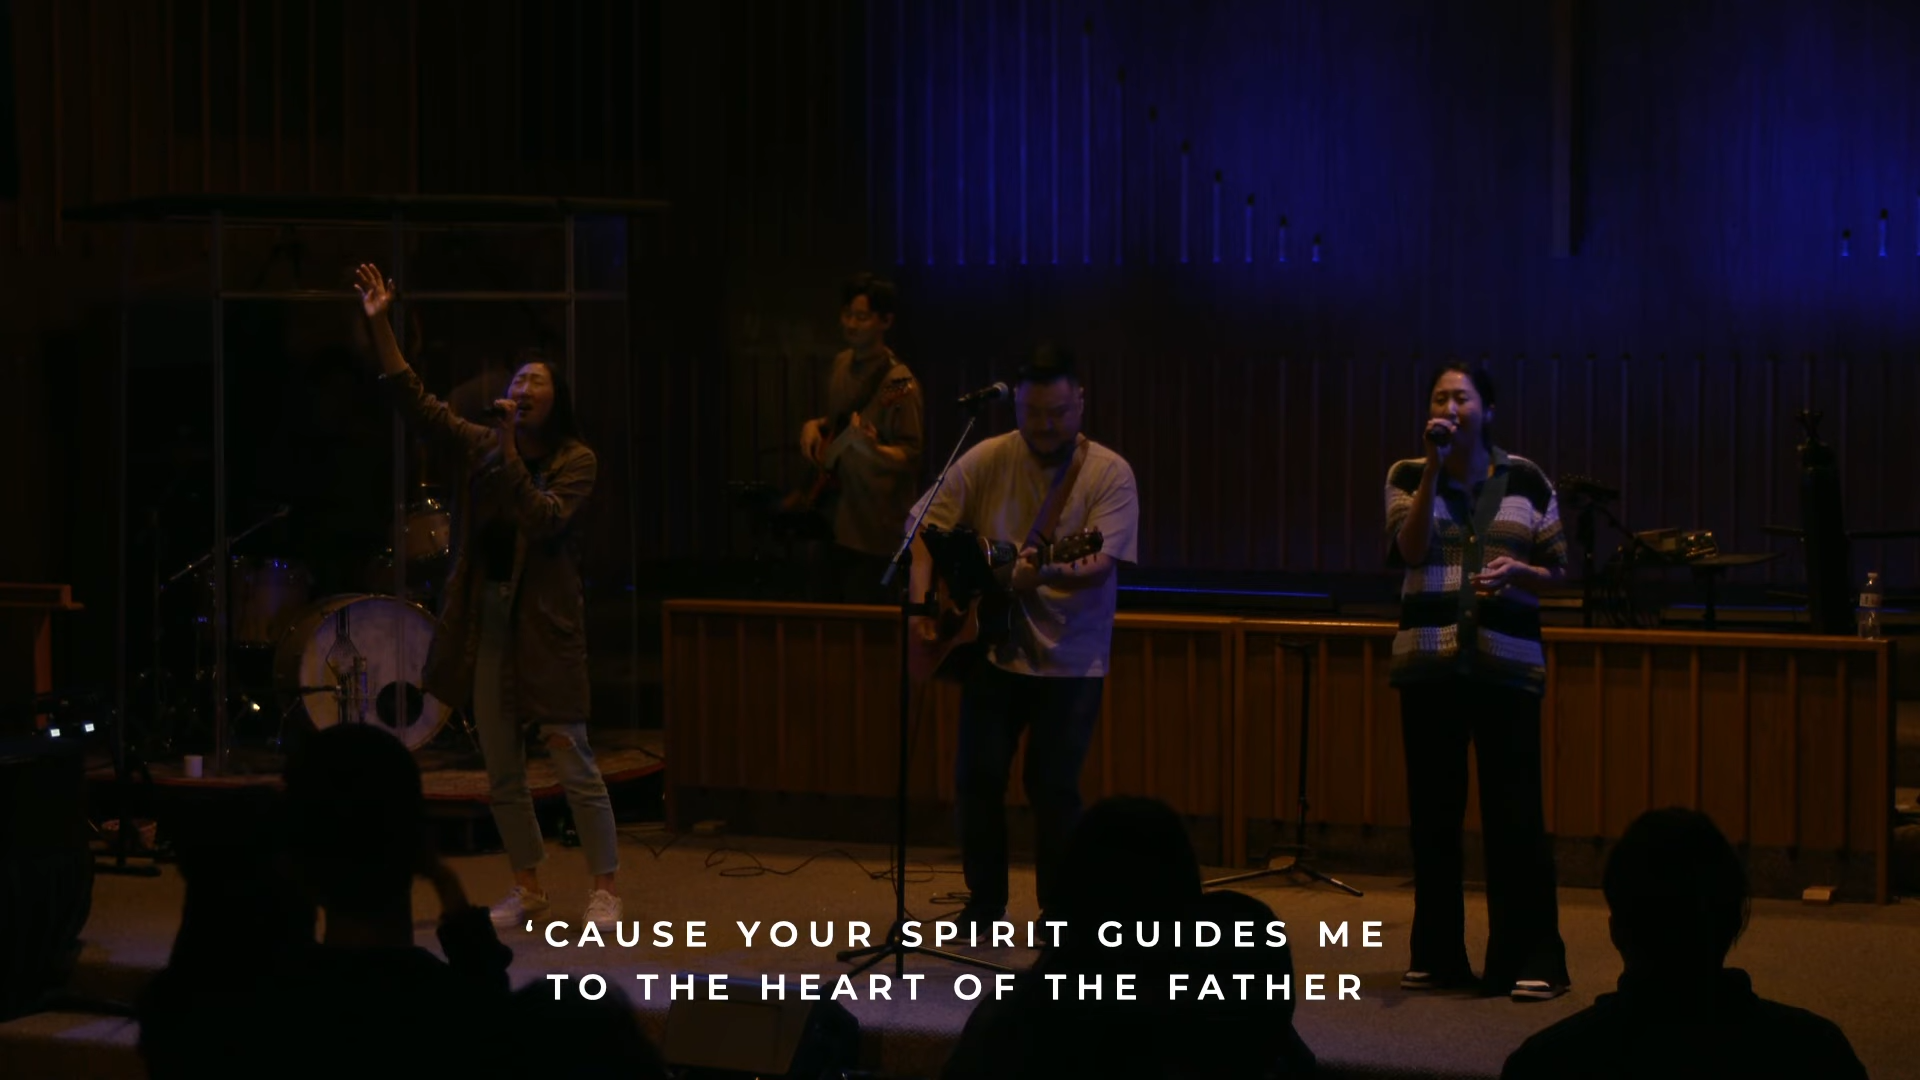 ‘CAUSE YOUR SPIRIT GUIDES ME
TO THE HEART OF THE FATHER